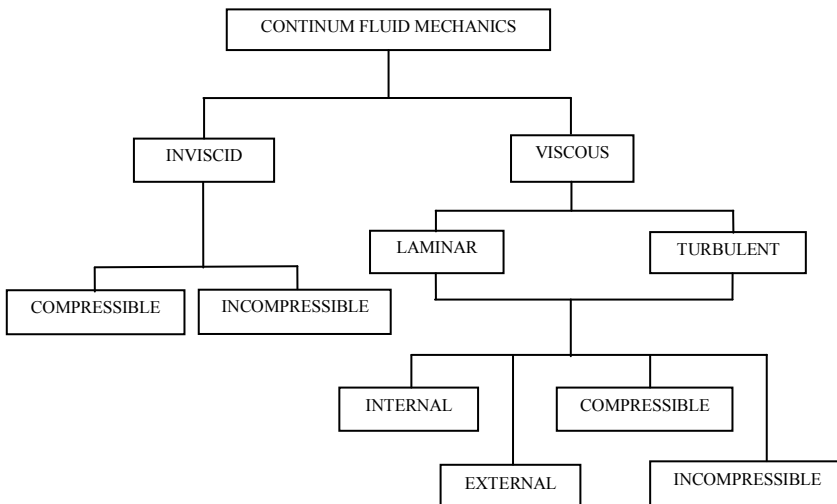 CONTINUM FLUID MECHANICS
INVISCID
VISCOUS
LAMINAR
TURBULENT
COMPRESSIBLE
INCOMPRESSIBLE
INTERNAL
COMPRESSIBLE
EXTERNAL
INCOMPRESSIBLE